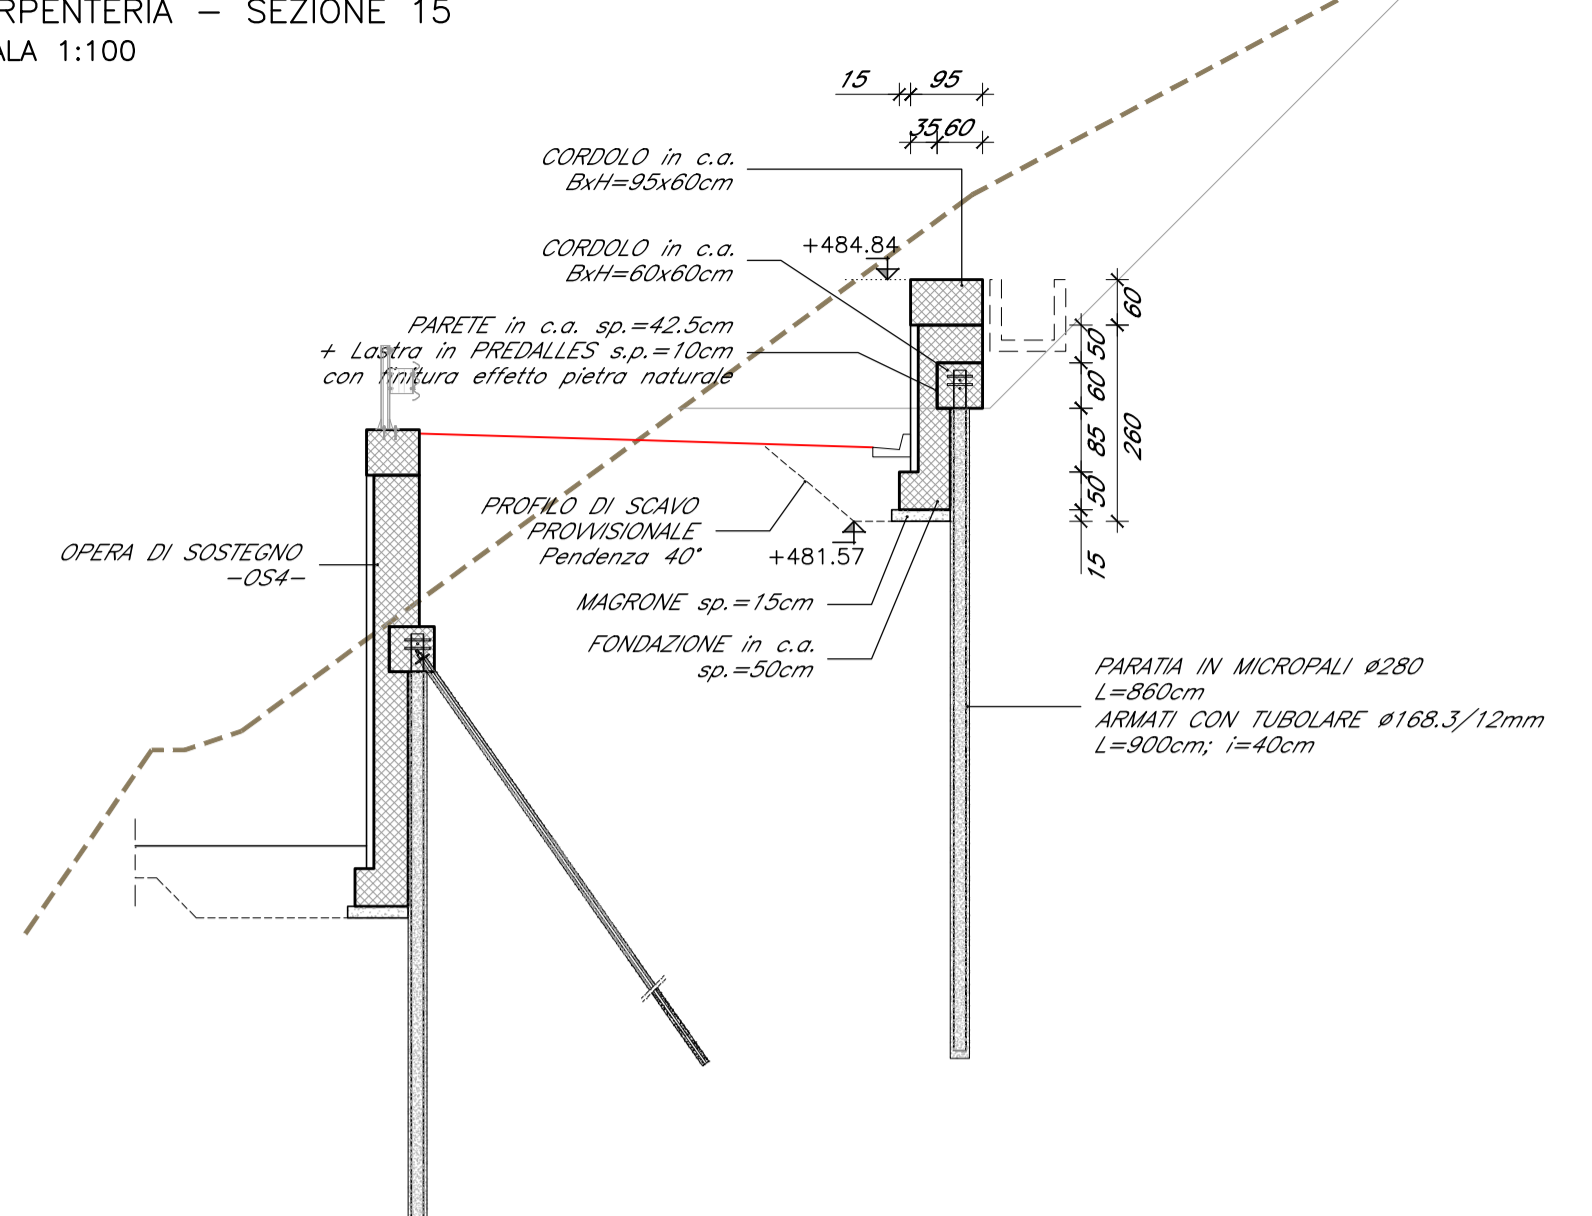 RPENTERIA – SEZIONE 15
ALA 1:100
15
95
35
60
CORDOLO in c.a.
BxH=95x60cm
CORDOLO in c.a.
BxH=60x60cm
+484.84
PARETE in c.a. sp.=42.5cm
+ Lastra in PREDALLES s.p.=10cm
con finitura effetto pietra naturale
60
50
60
85
260
50
15
PROFILO DI SCAVO
PROVVISIONALE
Pendenza 40°
+481.57
OPERA DI SOSTEGNO
-OS4-
MAGRONE sp.=15cm
FONDAZIONE in c.a.
sp.=50cm
PARATIA IN MICROPALI ø280
L=860cm
ARMATI CON TUBOLARE ø168.3/12mm
L=900cm; i=40cm